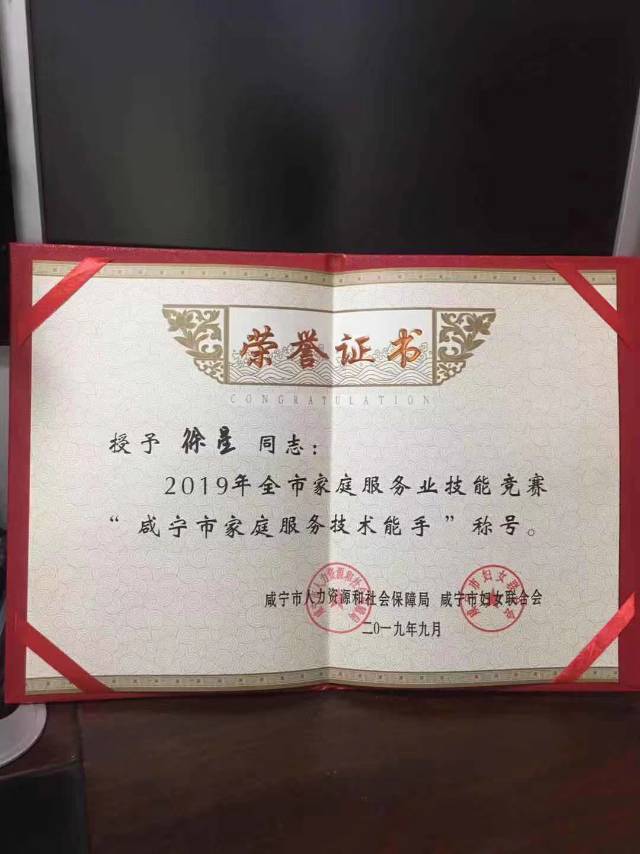 荣誉证书
CONGRATULATION
授予 徐星 同志：
2019年全市家庭服务业技能竞赛
“咸宁市家庭服务技术能手”称号。
咸宁市人力资源和社会保障局 咸宁市妇女联合会
二〇一九年九月